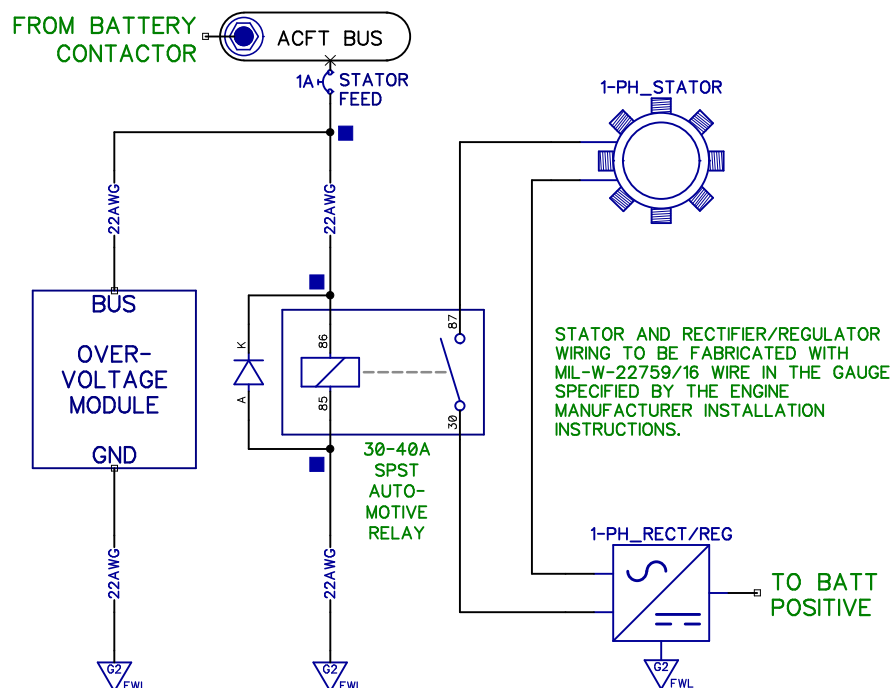 FROM BATTERY
CONTACTOR
ACFT BUS
1A
STATOR
FEED
1-PH_STATOR
22AWG
22AWG
BUS
OVER-
VOLTAGE
MODULE
GND
K
A
86
85
87
30
30-40A
SPST
AUTO-
MOTIVE
RELAY
STATOR AND RECTIFIER/REGULATOR
WIRING TO BE FABRICATED WITH
MIL-W-22759/16 WIRE IN THE GAUGE
SPECIFIED BY THE ENGINE
MANUFACTURER INSTALLATION
INSTRUCTIONS.
22AWG
22AWG
1-PH_RECT/REG
TO BATT
POSITIVE
G2
FWL
G2
FWL
G2
FWL